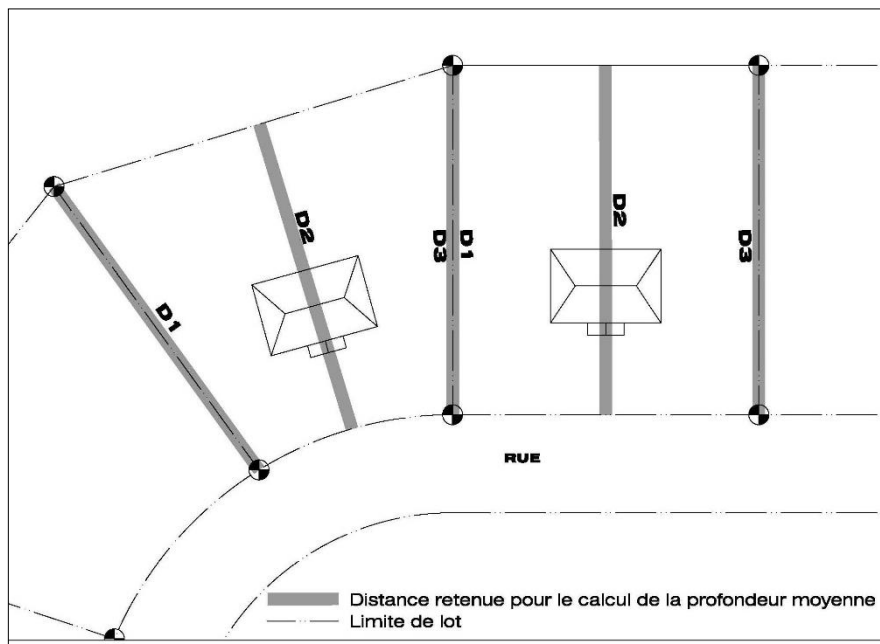 D2
D2
D3
D1
D3
D1
RUE
Distance retenue pour le calcul de la profondeur moyenne
Limite de lot